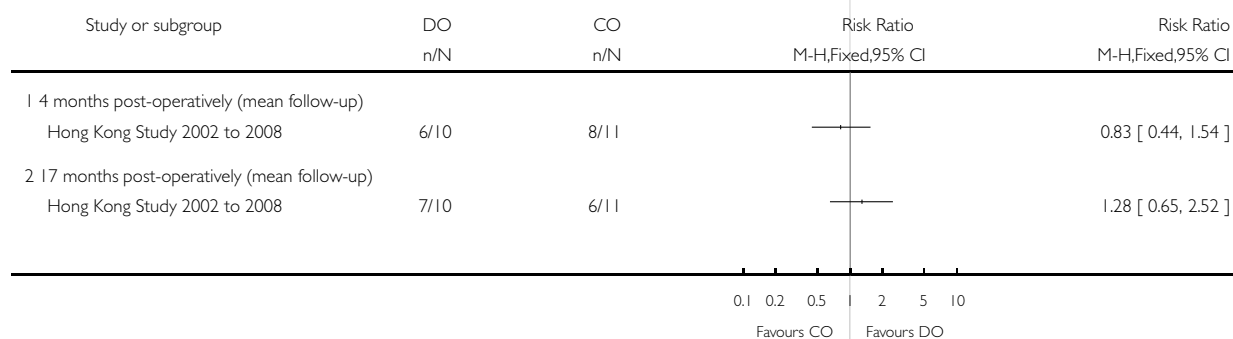 Study or subgroup DO CO Risk Ratio Risk Ratio
n/N n/N M-H,Fixed,95% CI M-H,Fixed,95% CI
1 4 months post-operatively (mean follow-up)
Hong Kong Study 2002 to 2008 6/10 8/11 0.83 [ 0.44, 1.54 ]
2 17 months post-operatively (mean follow-up)
Hong Kong Study 2002 to 2008 7/10 6/11 1.28 [ 0.65, 2.52 ]
0.1 0.2 0.5 1 2 5 10
Favours CO Favours DO